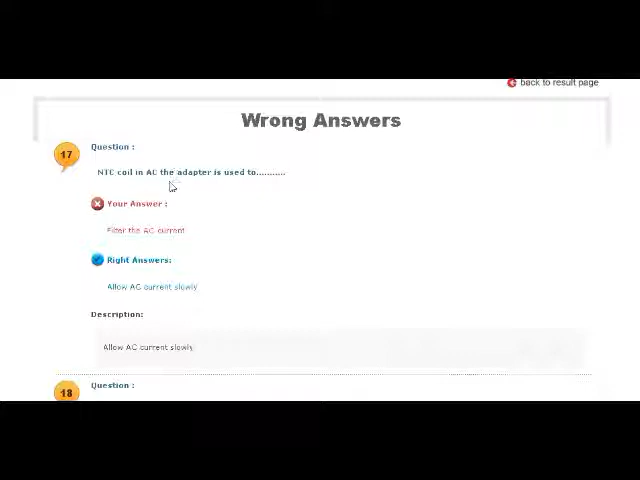 back to result page
Wrong Answers
17
Question :
NTC coil in AC the adapter is used to..........
Your Answer :
Filter the AC current
Right Answers:
Allow AC current slowly
Description:
Allow AC current slowly
18
Question :